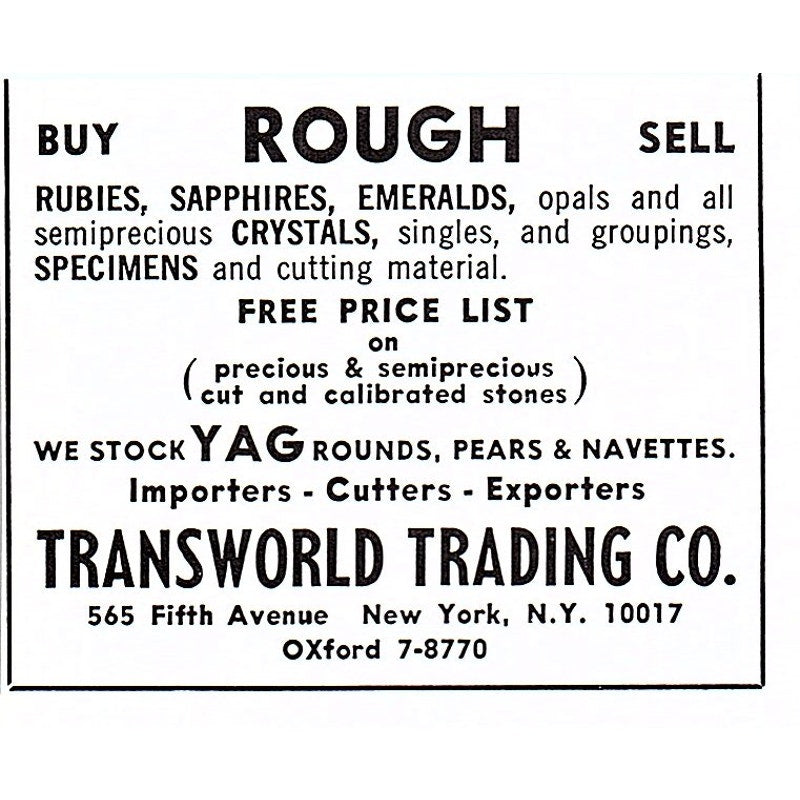 BUY ROUGH SELL
RUBIES, SAPPHIRES, EMERALDS, opals and all
semiprecious CRYSTALS, singles, and groupings,
SPECIMENS and cutting material.
FREE PRICE LIST
on
( precious & semiprecious
cut and calibrated stones )
WE STOCK YAG ROUNDS, PEARS & NAVETTES.
Importers - Cutters - Exporters
TRANSWORLD TRADING CO.
565 Fifth Avenue New York, N.Y. 10017
OXford 7-8770